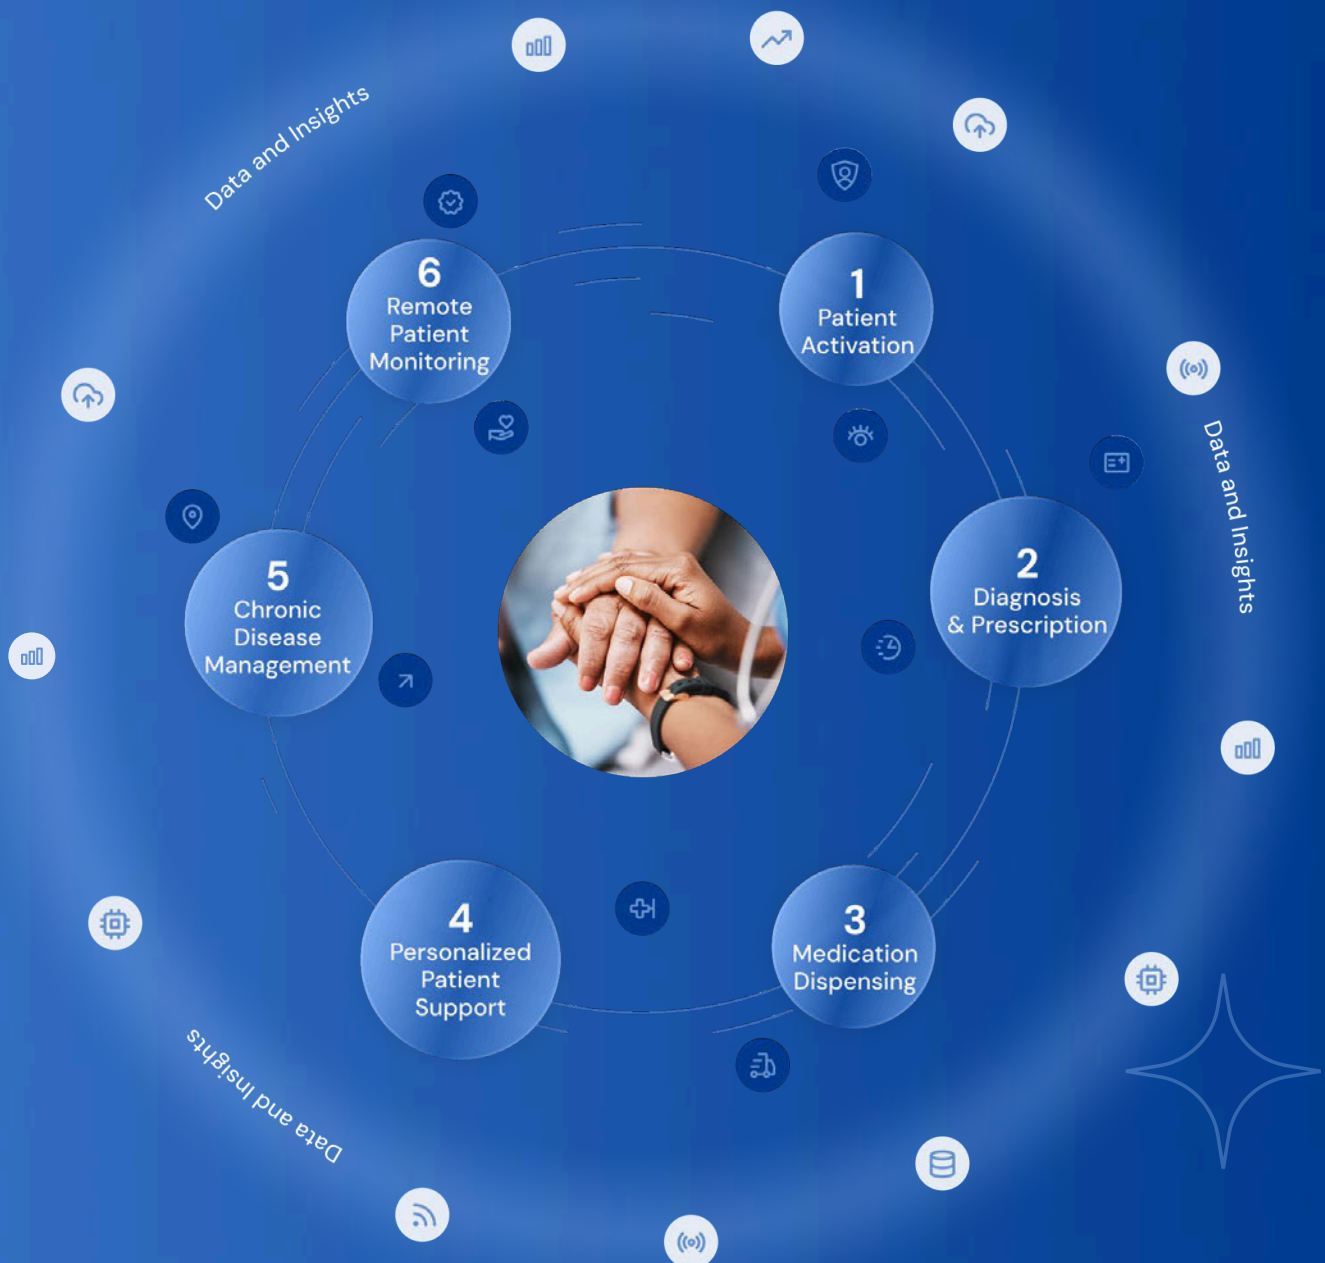 Data and Insights
6
Remote
Patient
Monitoring
1
Patient
Activation
Data and Insights
2
Diagnosis
& Prescription
5
Chronic
Disease
Management
4
Personalized
Patient
Support
3
Medication
Dispensing
Data and Insights